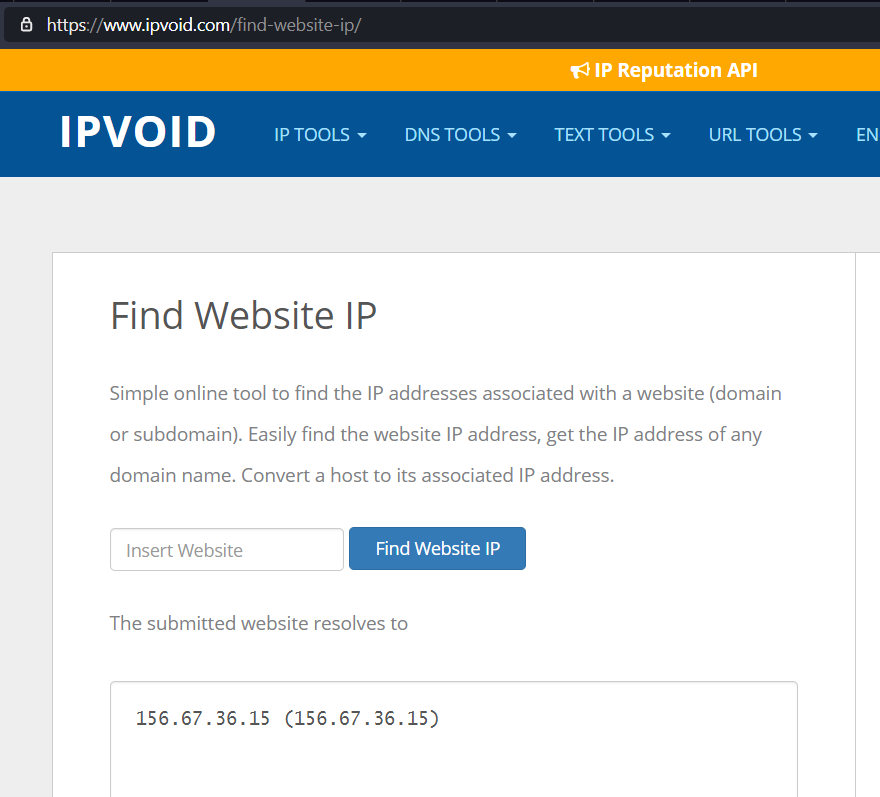 https://www.ipvoid.com/find-website-ip/
IP Reputation API
IPVOID
IP TOOLS DNS TOOLS TEXT TOOLS URL TOOLS EN
Find Website IP
Simple online tool to find the IP addresses associated with a website (domain
or subdomain). Easily find the website IP address, get the IP address of any
domain name. Convert a host to its associated IP address.
Insert Website Find Website IP
The submitted website resolves to
156.67.36.15 (156.67.36.15)